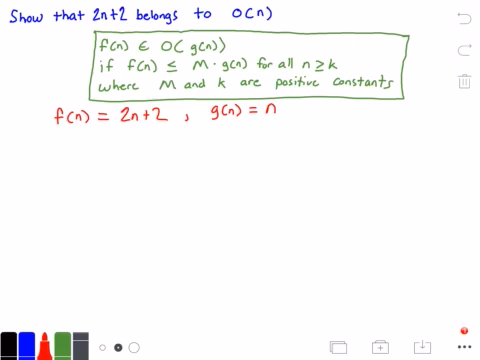 Show that 2n+2 belongs to O(n)
f(n) ∈ O( g(n))
if f(n) ≤ M · g(n) for all n ≥ k
where M and k are positive constants
f(n) = 2n+2 , g(n) = n